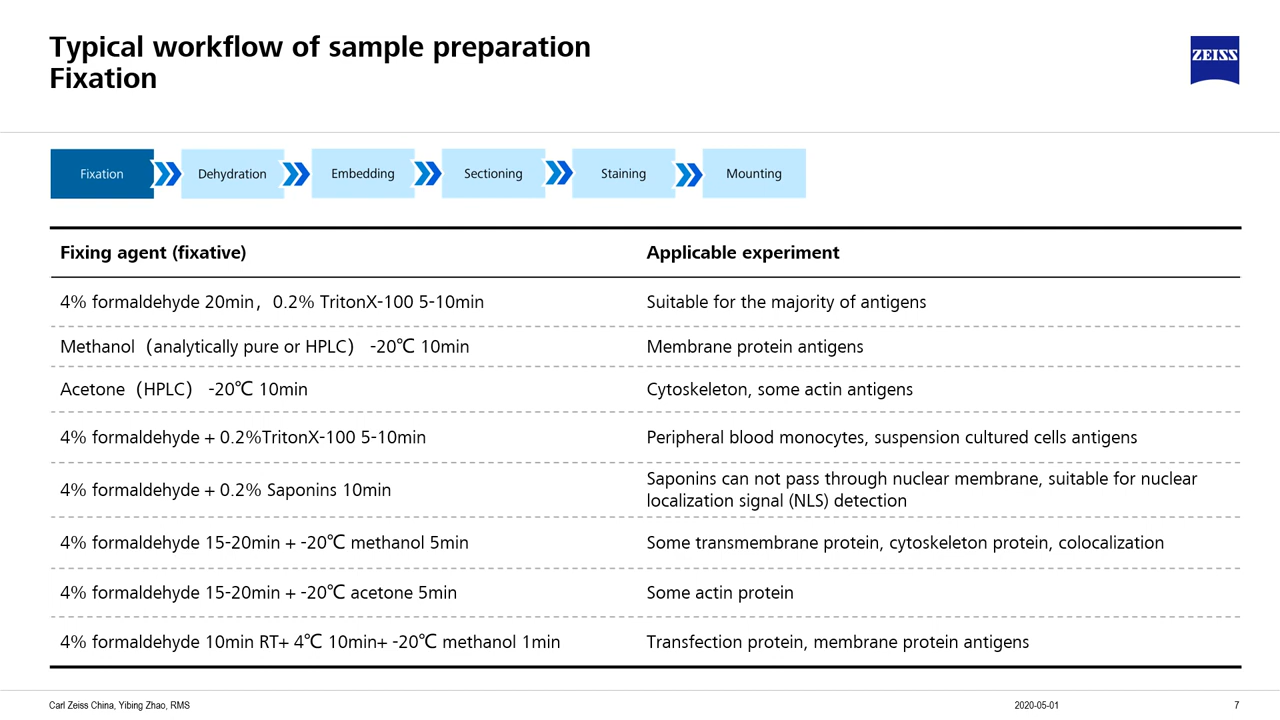 Typical workflow of sample preparation
Fixation
ZEISS
Fixation
Dehydration
Embedding
Sectioning
Staining
Mounting
Fixing agent (fixative)
Applicable experiment
4% formaldehyde 20min，0.2% TritonX-100 5-10min
Suitable for the majority of antigens
Methanol（analytically pure or HPLC） -20℃ 10min
Membrane protein antigens
Acetone（HPLC） -20℃ 10min
Cytoskeleton, some actin antigens
4% formaldehyde + 0.2%TritonX-100 5-10min
Peripheral blood monocytes, suspension cultured cells antigens
4% formaldehyde + 0.2% Saponins 10min
Saponins can not pass through nuclear membrane, suitable for nuclear
localization signal (NLS) detection
4% formaldehyde 15-20min + -20℃ methanol 5min
Some transmembrane protein, cytoskeleton protein, colocalization
4% formaldehyde 15-20min + -20℃ acetone 5min
Some actin protein
4% formaldehyde 10min RT+ 4℃ 10min+ -20℃ methanol 1min
Transfection protein, membrane protein antigens
Carl Zeiss China, Yibing Zhao, RMS
2020-05-01
7